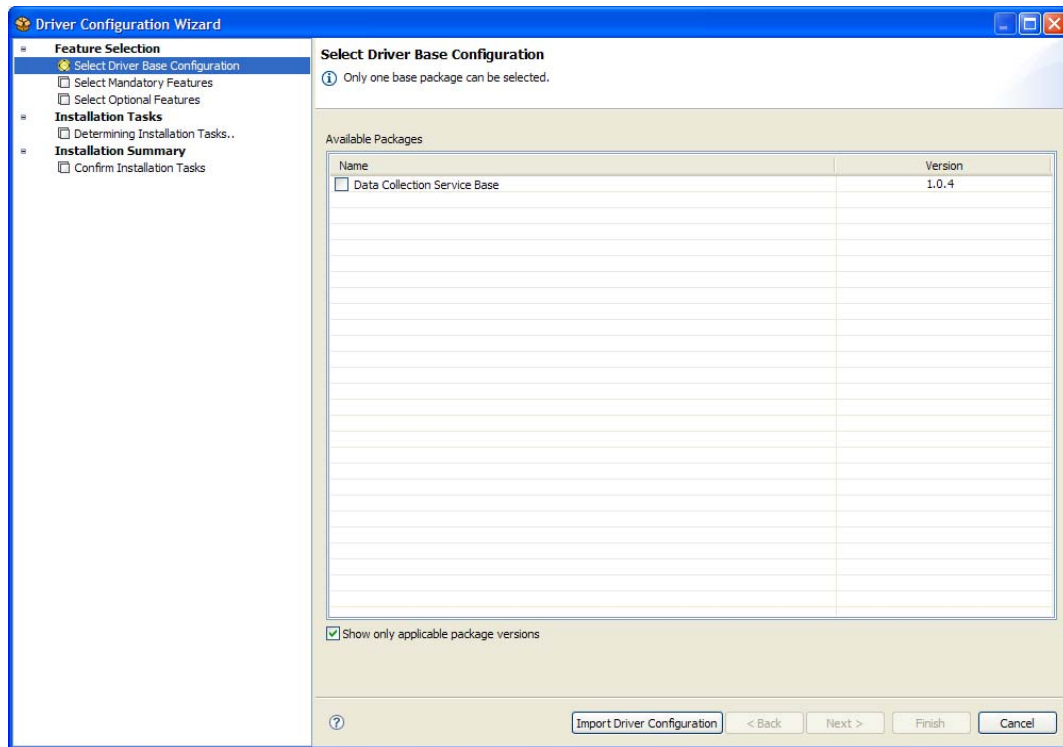 Driver Configuration Wizard
Feature Selection
Select Driver Base Configuration
Select Mandatory Features
Select Optional Features
Installation Tasks
Determining Installation Tasks..
Installation Summary
Confirm Installation Tasks
Select Driver Base Configuration
Only one base package can be selected.
Available Packages
Name Version
Data Collection Service Base 1.0.4
Show only applicable package versions
Import Driver Configuration < Back Next > Finish Cancel